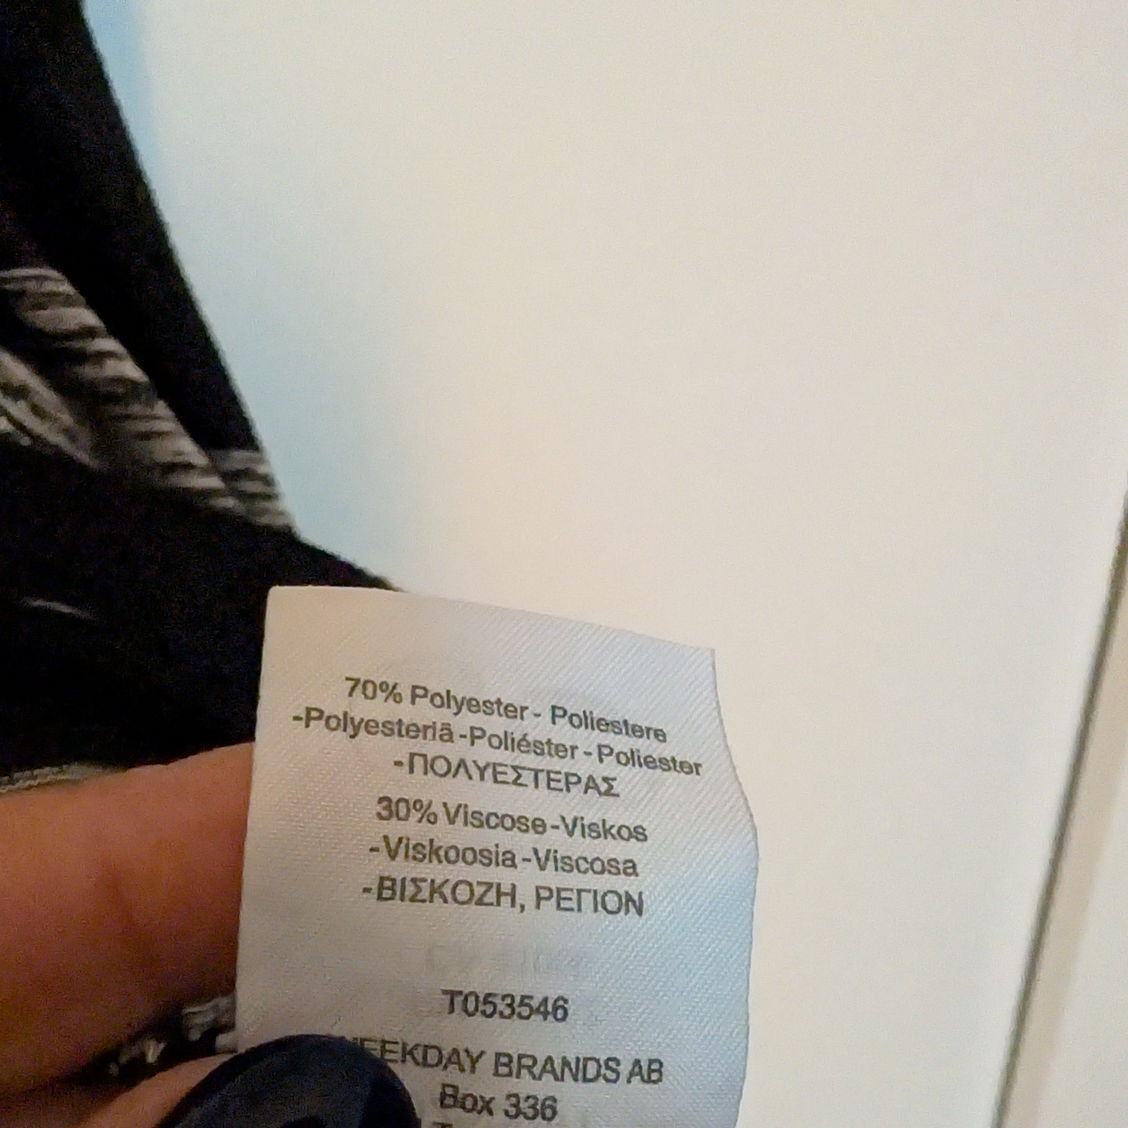 70% Polyester - Poliestere
-Polyesteriä -Poliéster - Poliester
-ΠΟΛΥΕΣΤΕΡΑΣ
30% Viscose -Viskos
-Viskoosia -Viscosa
-ΒΙΣΚΟΖΗ, ΡΕΓΙΟΝ
T053546
EEKDAY BRANDS AB
Box 336